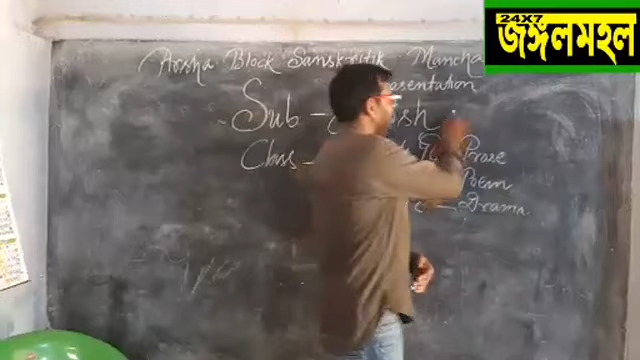 24X7
জঙ্গলমহল
Arsha Block Sanskritik Mancha
Presentation
Sub -
Class -
Prose
Poem
- Drama